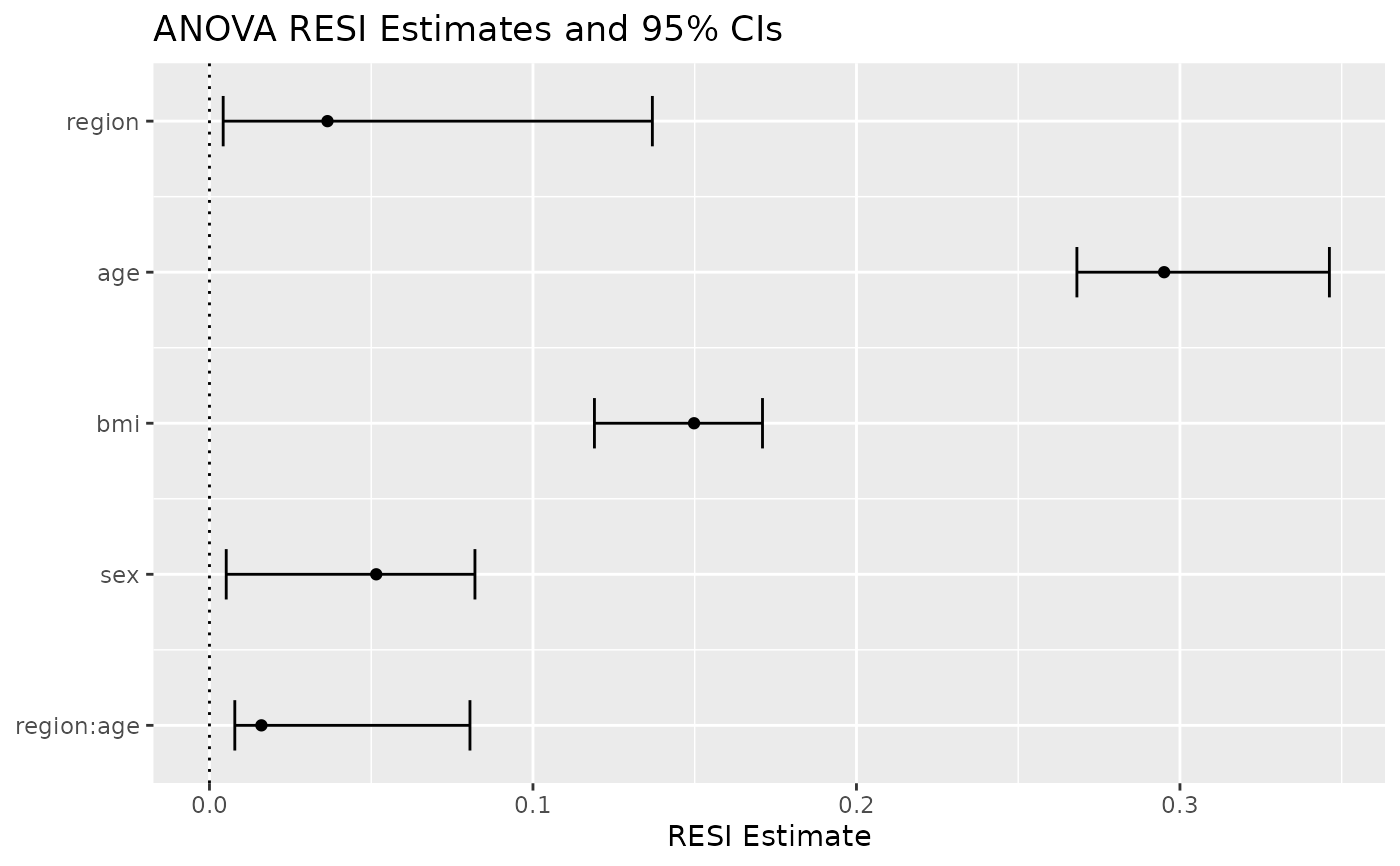 ANOVA RESI Estimates and 95% CIs
region
age
bmi
sex
region:age
0.0 0.1 0.2 0.3
RESI Estimate